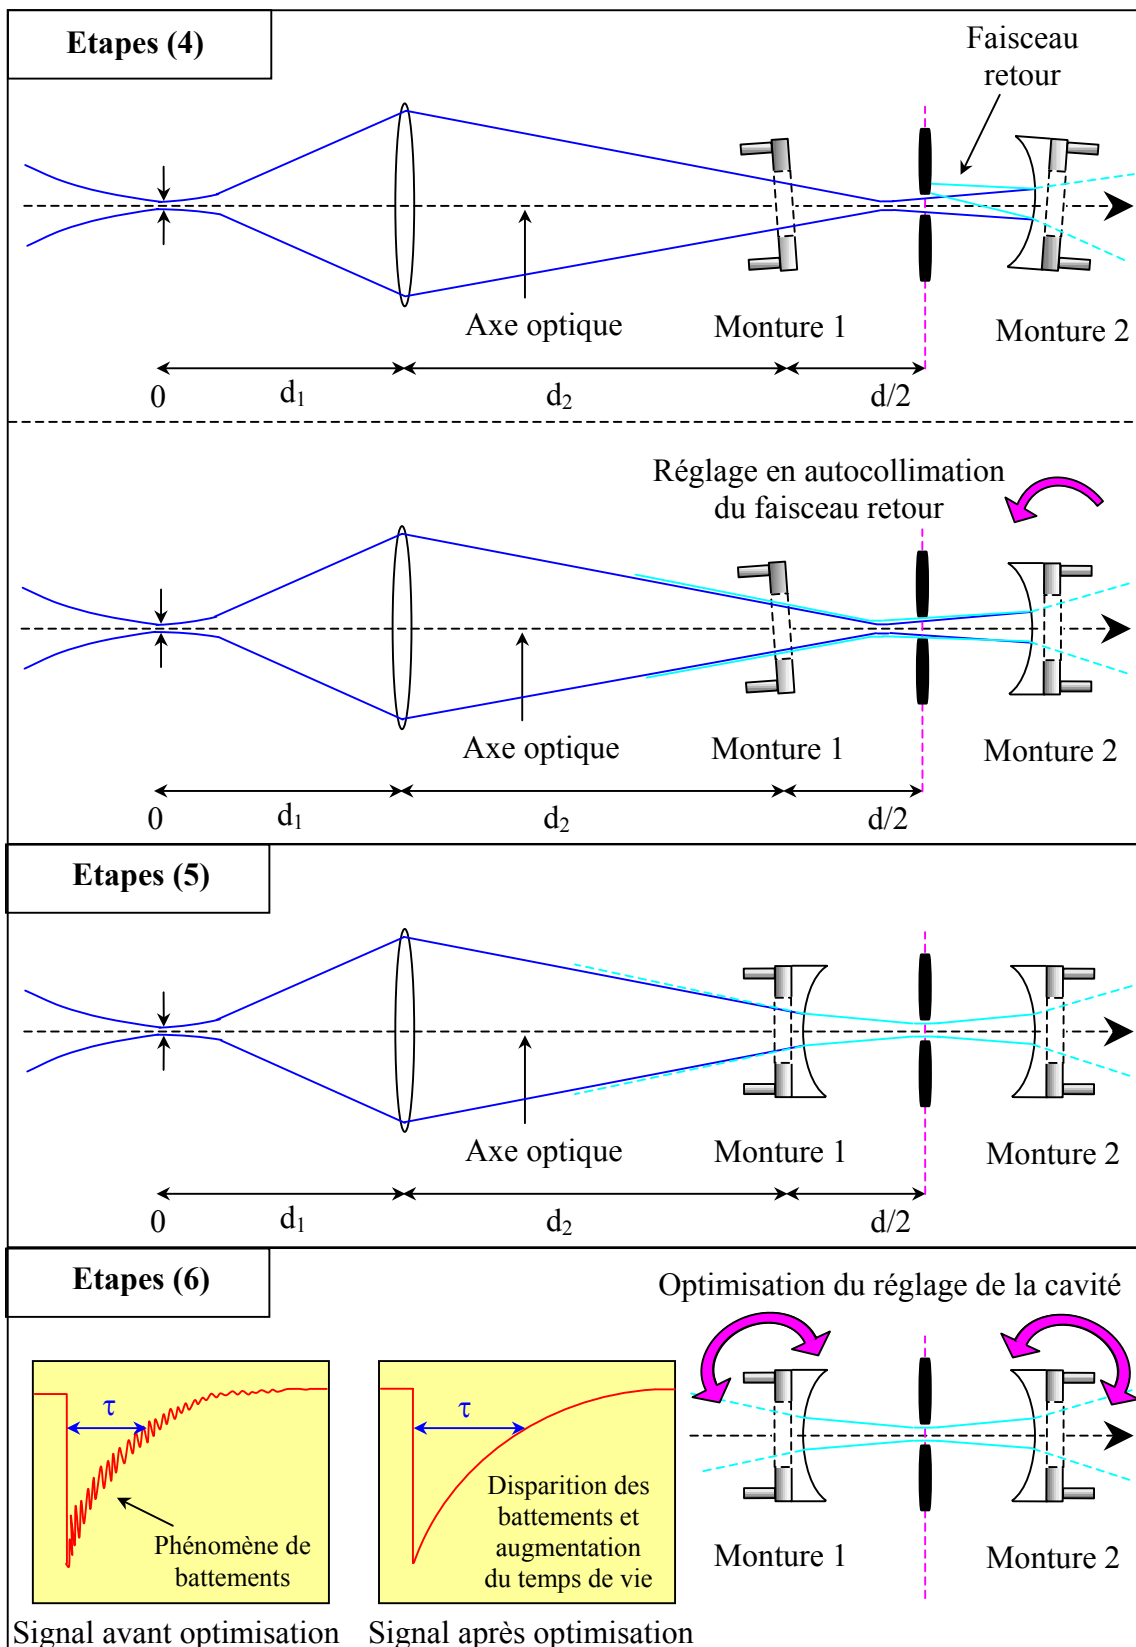 Etapes (4)
Faisceau
retour
Axe optique
Monture 1
Monture 2
0
d₁
d₂
d/2
Réglage en autocollimation
du faisceau retour
Axe optique
Monture 1
Monture 2
0
d₁
d₂
d/2
Etapes (5)
Axe optique
Monture 1
Monture 2
0
d₁
d₂
d/2
Etapes (6)
Optimisation du réglage de la cavité
τ
Phénomène de
battements
Signal avant optimisation
τ
Disparition des
battements et
augmentation
du temps de vie
Signal après optimisation
Monture 1
Monture 2